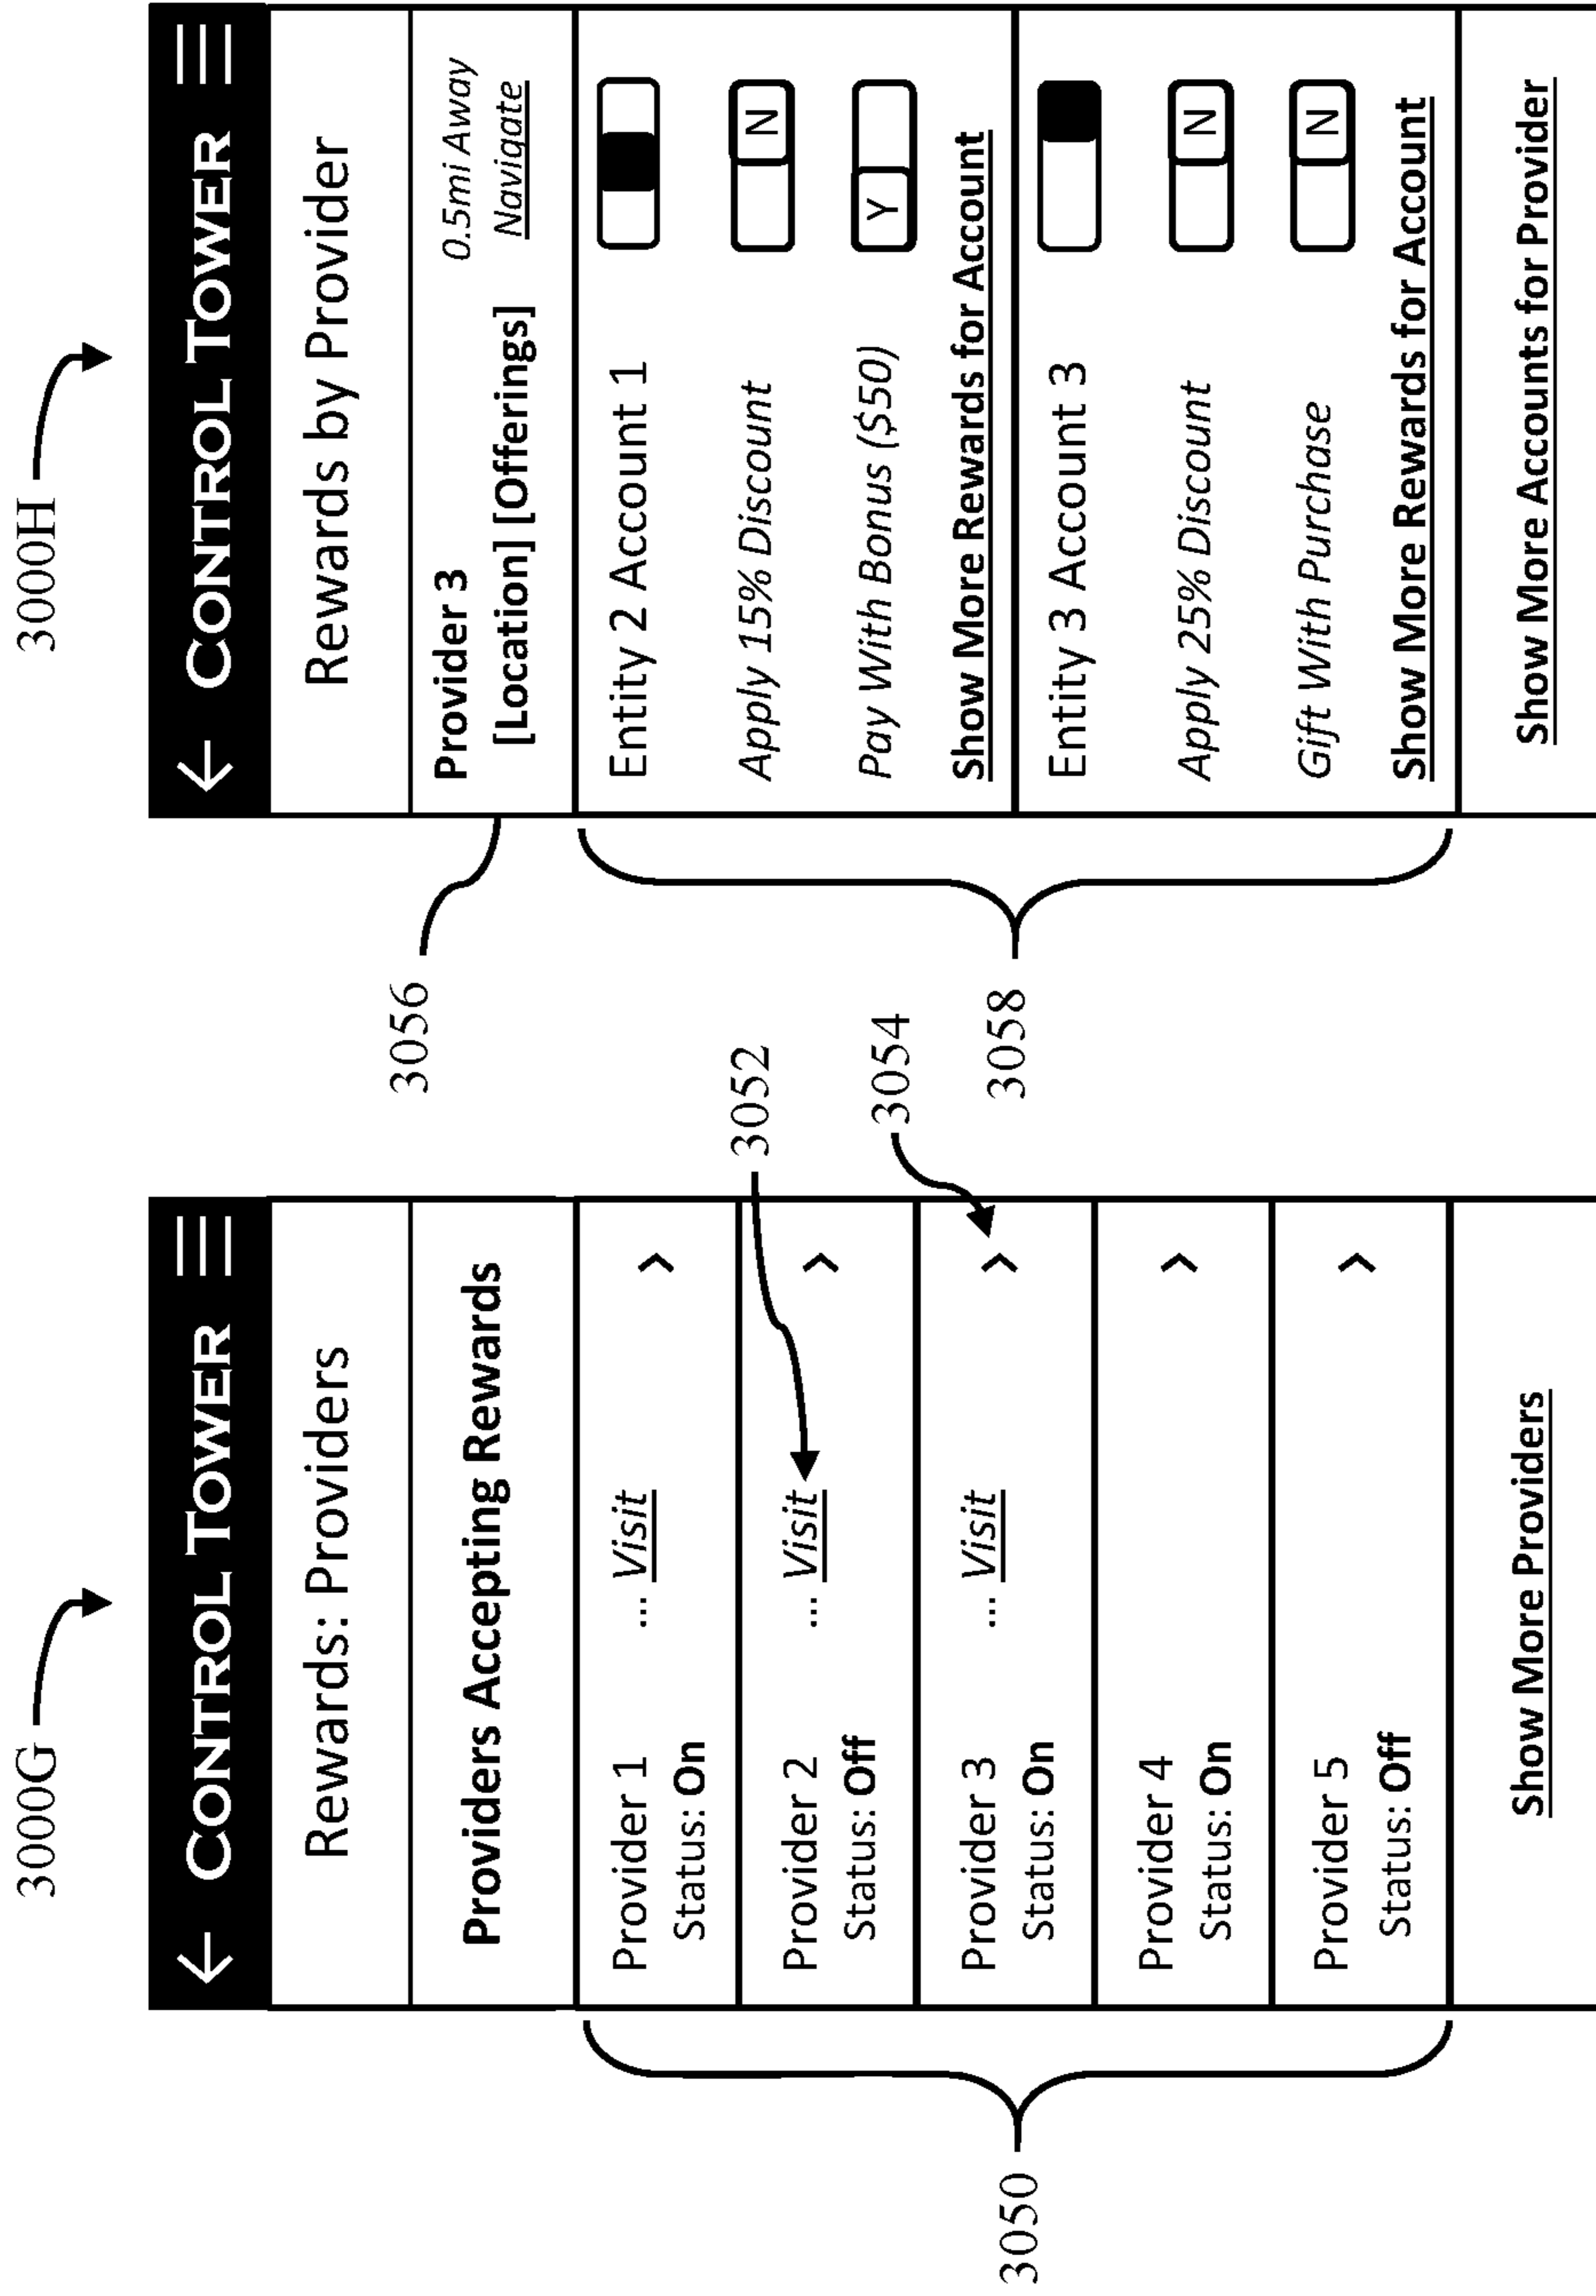 3000G
← CONTROL TOWER
Rewards: Providers
Providers Accepting Rewards
Provider 1 ... Visit >
Status: On
Provider 2 ... Visit >
Status: Off
Provider 3 ... Visit >
Status: On
Provider 4 >
Status: On
Provider 5 >
Status: Off
Show More Providers
3050
3052
3054
3000H
← CONTROL TOWER
Rewards by Provider
Provider 3 0.5mi Away
[Location] [Offerings] Navigate
Entity 2 Account 1
Apply 15% Discount N
Pay With Bonus ($50) Y
Show More Rewards for Account
Entity 3 Account 3
Apply 25% Discount N
Gift With Purchase N
Show More Rewards for Account
Show More Accounts for Provider
3056
3058